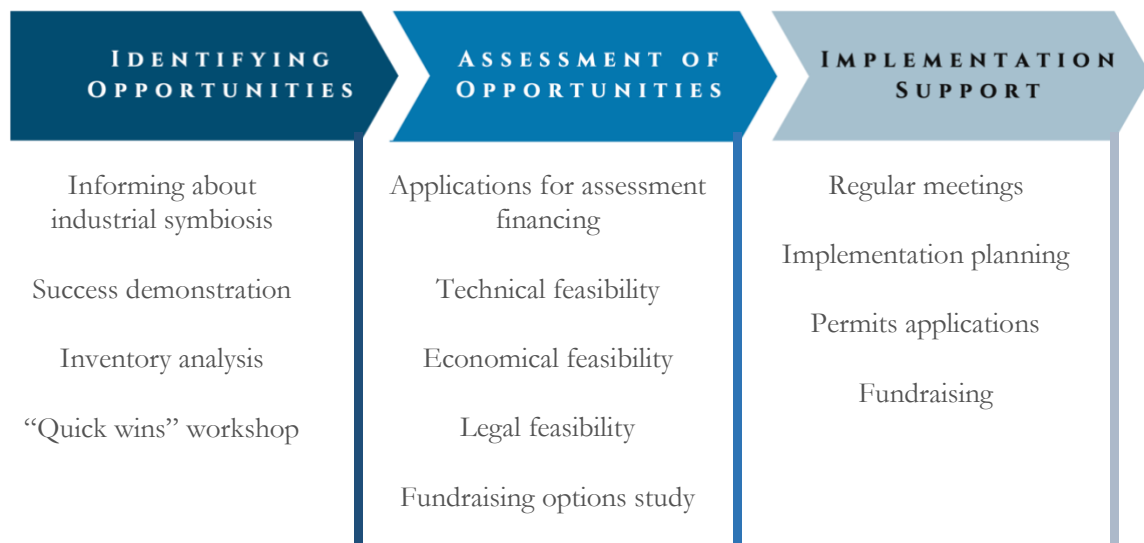 IDENTIFYING
OPPORTUNITIES
Informing about
industrial symbiosis
Success demonstration
Inventory analysis
“Quick wins” workshop
ASSESSMENT OF
OPPORTUNITIES
Applications for assessment
financing
Technical feasibility
Economical feasibility
Legal feasibility
Fundraising options study
IMPLEMENTATION
SUPPORT
Regular meetings
Implementation planning
Permits applications
Fundraising